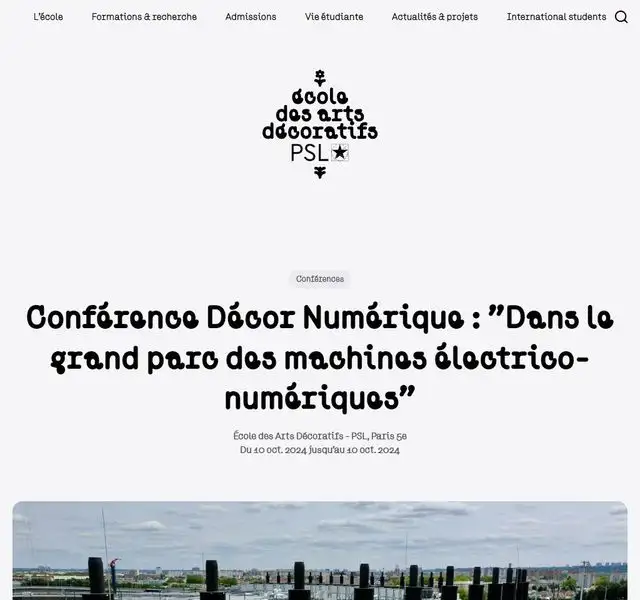 L'école Formations & recherche Admissions Vie étudiante Actualités & projets International students
école
des arts
décoratifs
PSL
Conférences
Conférence Décor Numérique : "Dans le
grand parc des machines électrico-
numériques"
École des Arts Décoratifs - PSL, Paris 5e
Du 10 oct. 2024 jusqu'au 10 oct. 2024